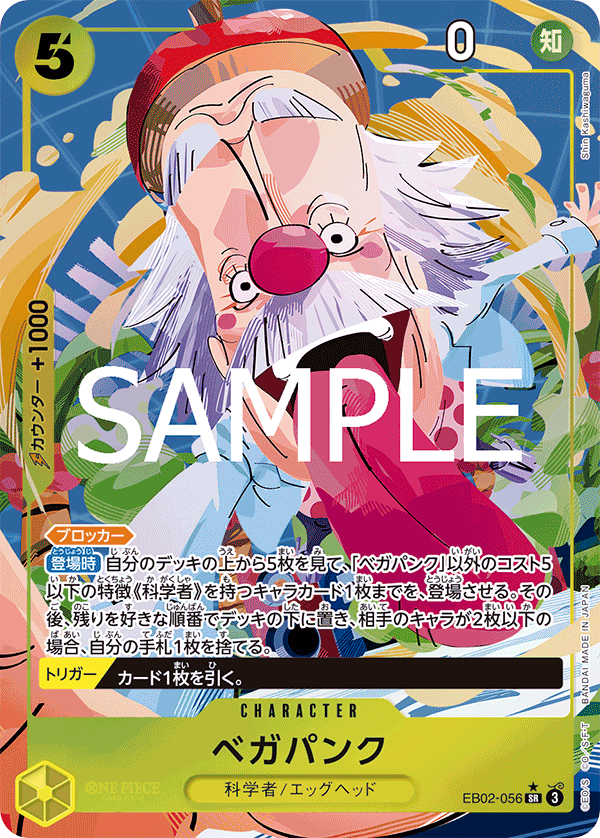 5
0
知
Shin Kashiwaguma
カウンター +1000
SAMPLE
ブロッカー
登場時 自分のデッキの上から5枚を見て、「ベガパンク」以外のコスト5
以下の特徴《科学者》を持つキャラカード1枚までを、登場させる。その
後、残りを好きな順番でデッキの下に置き、相手のキャラが2枚以下の
場合、自分の手札1枚を捨てる。
トリガー カード1枚を引く。
CHARACTER
ベガパンク
科学者/エッグヘッド
ONE PIECE
EB02-056 SR 3
©E.O/S ©O/S・F・T BANDAI MADE IN JAPAN